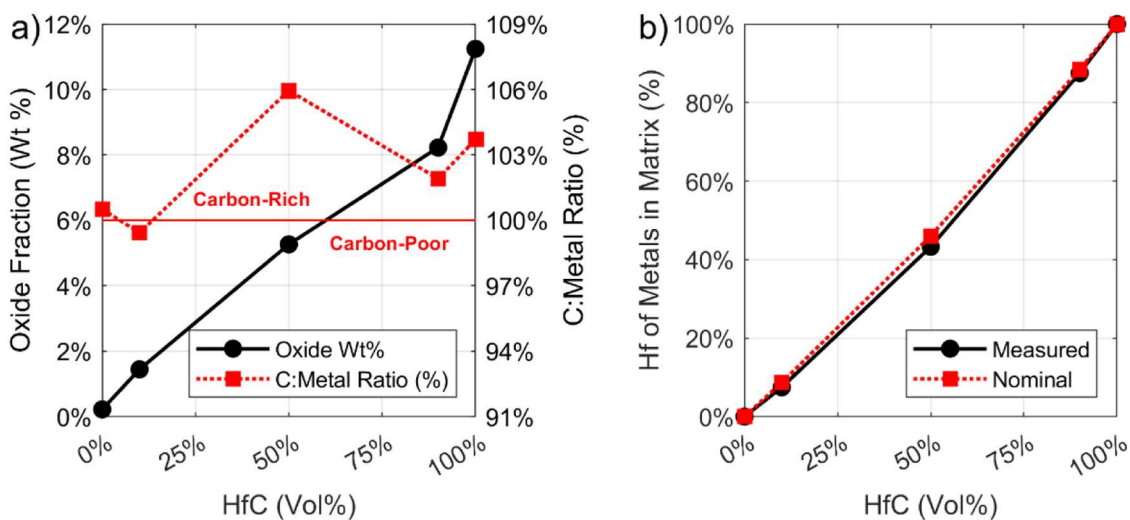 a)
12%
10%
8%
6%
4%
2%
0%
Oxide Fraction (Wt %)
109%
106%
103%
100%
97%
94%
91%
C:Metal Ratio (%)
Carbon-Rich
Carbon-Poor
Oxide Wt%
C:Metal Ratio (%)
0%
25%
50%
75%
100%
HfC (Vol%)
b)
100%
80%
60%
40%
20%
0%
Hf of Metals in Matrix (%)
Measured
Nominal
0%
25%
50%
75%
100%
HfC (Vol%)